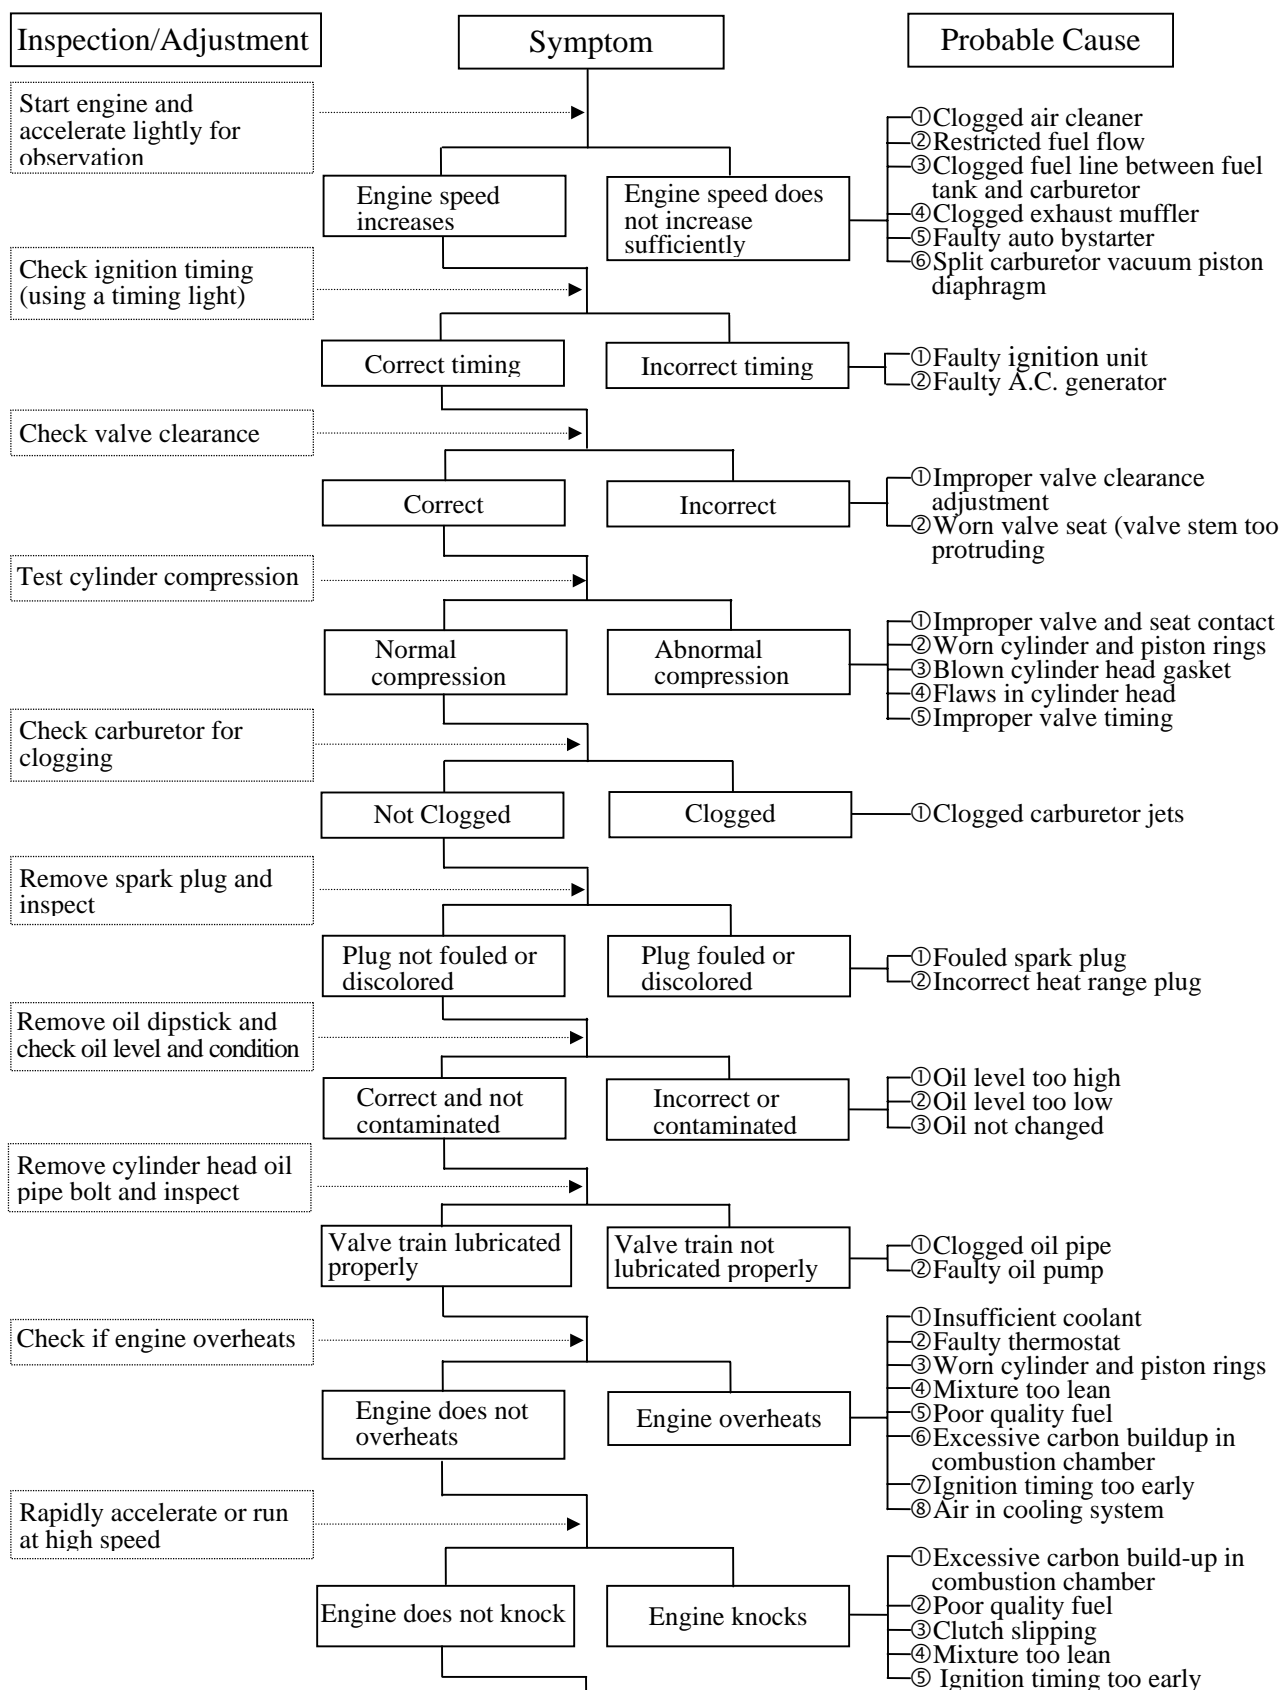 Inspection/Adjustment
Symptom
Probable Cause
Start engine and
accelerate lightly for
observation
Engine speed
increases
Engine speed does
not increase
sufficiently
①Clogged air cleaner
②Restricted fuel flow
③Clogged fuel line between fuel
tank and carburetor
④Clogged exhaust muffler
⑤Faulty auto bystarter
⑥Split carburetor vacuum piston
diaphragm
Check ignition timing
(using a timing light)
Correct timing
Incorrect timing
①Faulty ignition unit
②Faulty A.C. generator
Check valve clearance
Correct
Incorrect
①Improper valve clearance
adjustment
②Worn valve seat (valve stem too
protruding
Test cylinder compression
Normal
compression
Abnormal
compression
①Improper valve and seat contact
②Worn cylinder and piston rings
③Blown cylinder head gasket
④Flaws in cylinder head
⑤Improper valve timing
Check carburetor for
clogging
Not Clogged
Clogged
①Clogged carburetor jets
Remove spark plug and
inspect
Plug not fouled or
discolored
Plug fouled or
discolored
①Fouled spark plug
②Incorrect heat range plug
Remove oil dipstick and
check oil level and condition
Correct and not
contaminated
Incorrect or
contaminated
①Oil level too high
②Oil level too low
③Oil not changed
Remove cylinder head oil
pipe bolt and inspect
Valve train lubricated
properly
Valve train not
lubricated properly
①Clogged oil pipe
②Faulty oil pump
Check if engine overheats
Engine does not
overheats
Engine overheats
①Insufficient coolant
②Faulty thermostat
③Worn cylinder and piston rings
④Mixture too lean
⑤Poor quality fuel
⑥Excessive carbon buildup in
combustion chamber
⑦Ignition timing too early
⑧Air in cooling system
Rapidly accelerate or run
at high speed
Engine does not knock
Engine knocks
①Excessive carbon build-up in
combustion chamber
②Poor quality fuel
③Clutch slipping
④Mixture too lean
⑤ Ignition timing too early